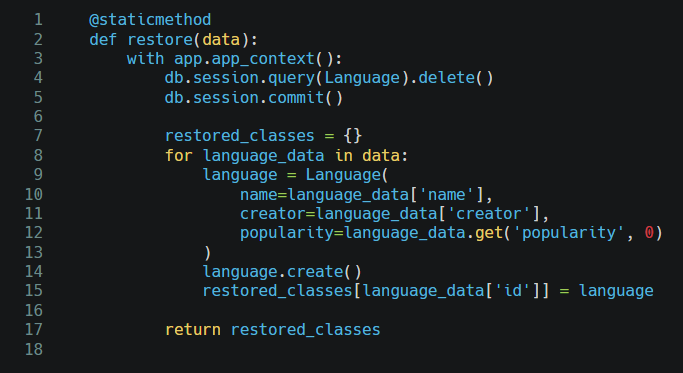 1 @staticmethod
2 def restore(data):
3 with app.app_context():
4 db.session.query(Language).delete()
5 db.session.commit()
6
7 restored_classes = {}
8 for language_data in data:
9 language = Language(
10 name=language_data['name'],
11 creator=language_data['creator'],
12 popularity=language_data.get('popularity', 0)
13 )
14 language.create()
15 restored_classes[language_data['id']] = language
16
17 return restored_classes
18